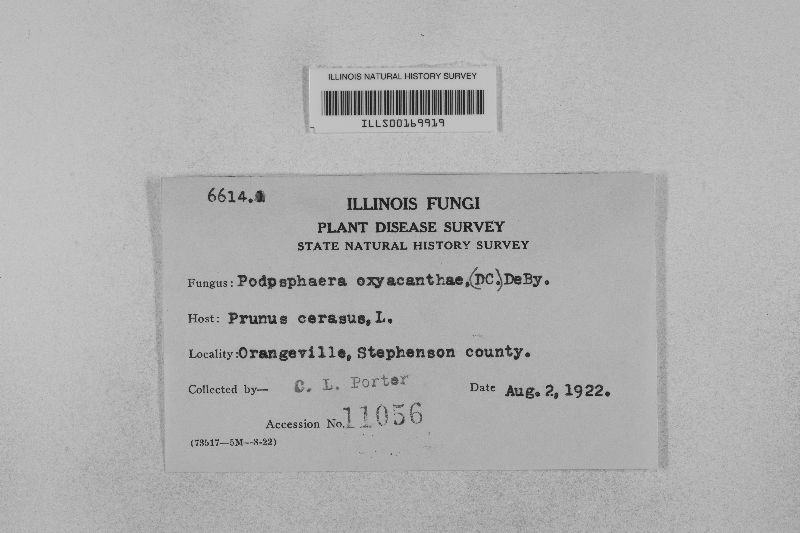 ILLINOIS NATURAL HISTORY SURVEY
ILLS00169919
6614.1
ILLINOIS FUNGI
PLANT DISEASE SURVEY
STATE NATURAL HISTORY SURVEY
Fungus: Podpsphaera oxyacanthae,(DC.)DeBy.
Host: Prunus cerasus, L.
Locality: Orangeville, Stephenson county.
Collected by— C. L. Porter Date Aug. 2, 1922.
Accession No. 11056
(73517—5M—8-22)